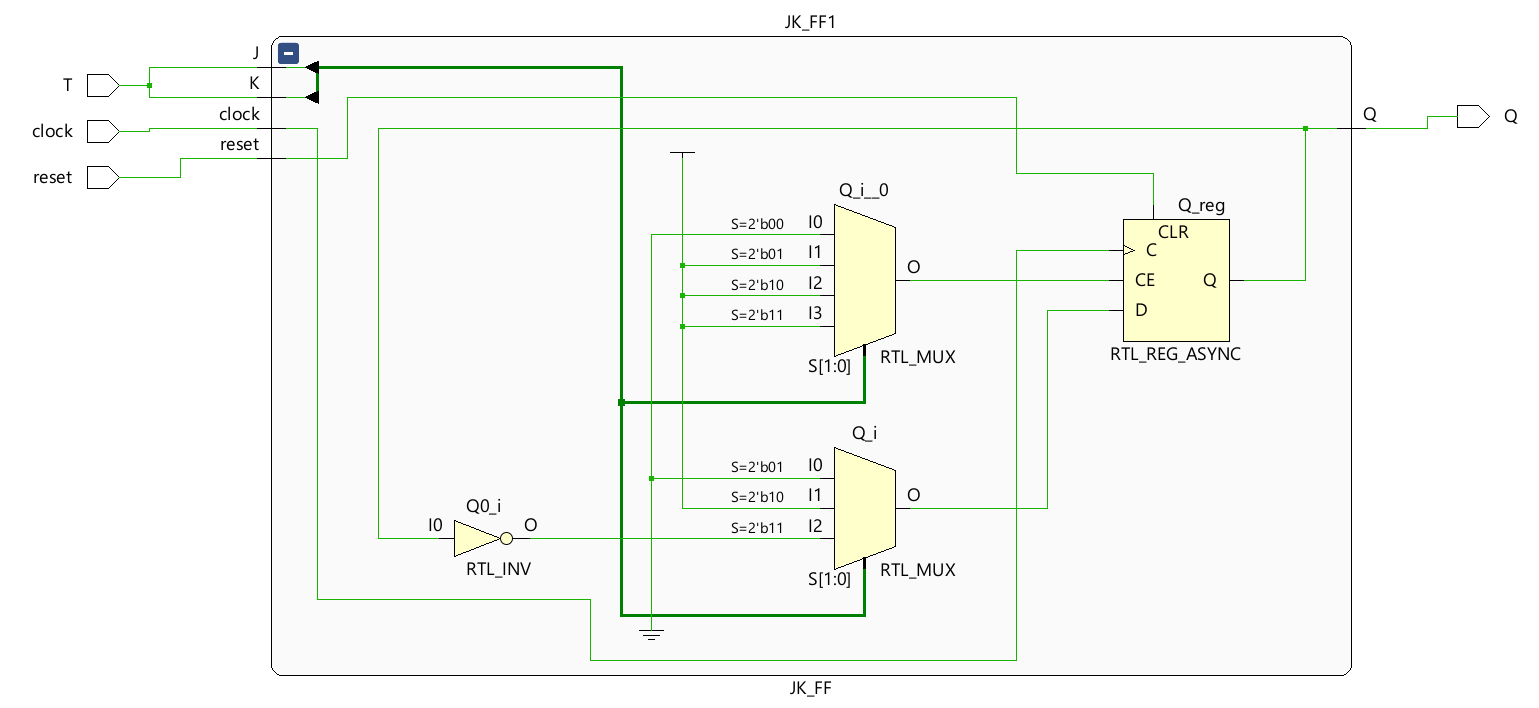 JK_FF1
J
T
K
clock
clock
reset
reset
Q
Q
Q_i__0
S=2'b00 I0
S=2'b01 I1
S=2'b10 I2
S=2'b11 I3
O
S[1:0]
RTL_MUX
Q_reg
CLR
C
CE
Q
D
RTL_REG_ASYNC
Q_i
S=2'b01 I0
S=2'b10 I1
S=2'b11 I2
O
S[1:0]
RTL_MUX
Q0_i
I0
O
RTL_INV
JK_FF